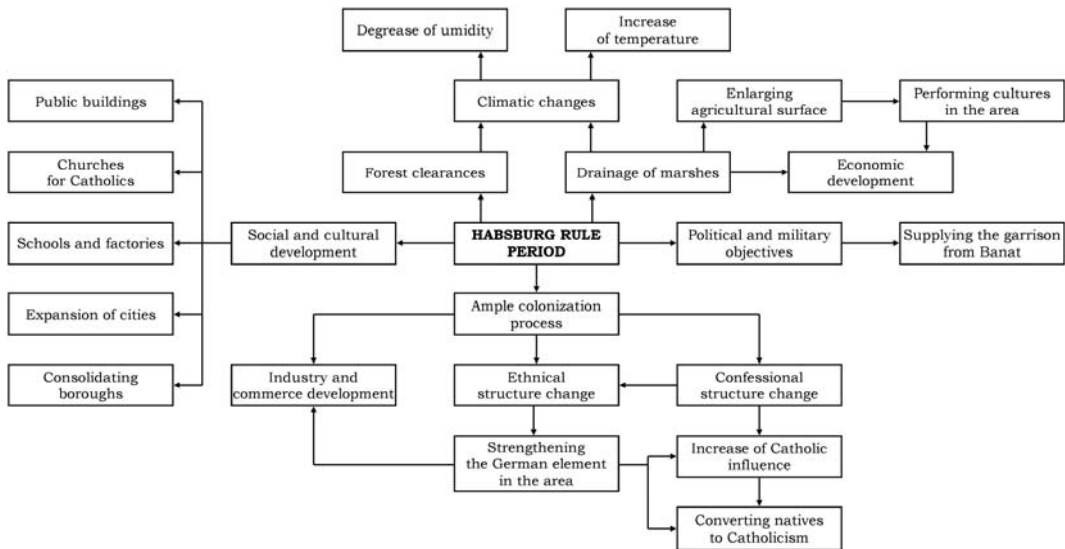 Degrease of umidity
Increase
of temperature
Public buildings
Climatic changes
Enlarging
agricultural surface
Performing cultures
in the area
Churches
for Catholics
Forest clearances
Drainage of marshes
Economic
development
Schools and factories
Social and cultural
development
HABSBURG RULE
PERIOD
Political and military
objectives
Supplying the garrison
from Banat
Expansion of cities
Ample colonization
process
Consolidating
boroughs
Industry and
commerce development
Ethnical
structure change
Confessional
structure change
Strengthening
the German element
in the area
Increase of Catholic
influence
Converting natives
to Catholicism